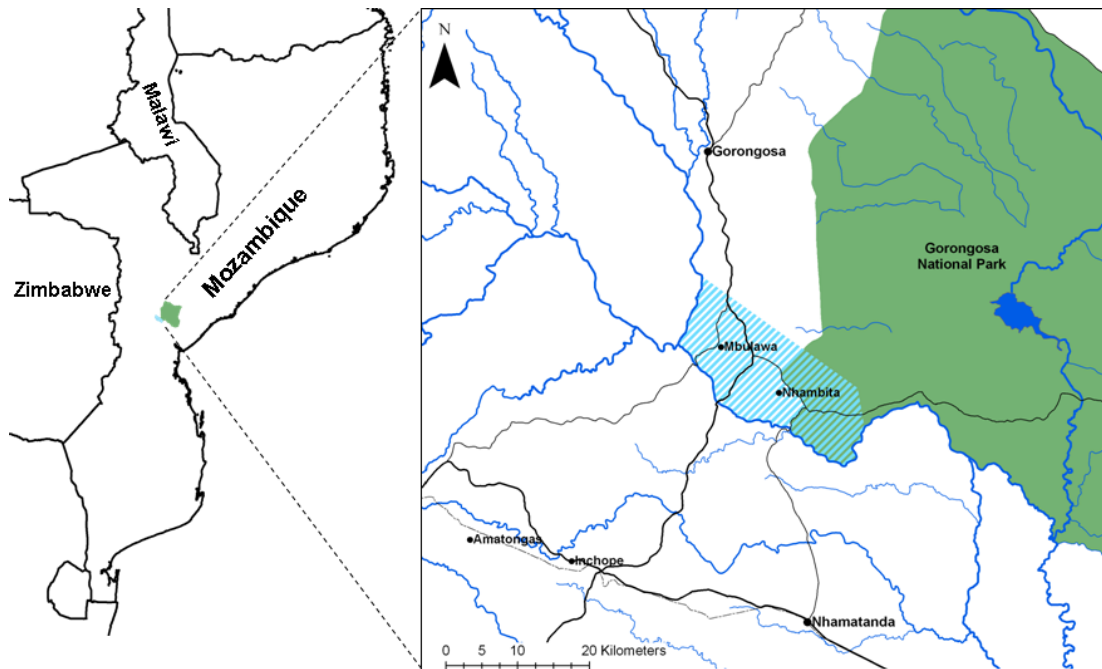 Malawi
Mozambique
Zimbabwe
N
Gorongosa
Gorongosa
National Park
Mbulawa
Nhambita
Amatongas
Inchope
Nhamatanda
0 5 10 20 Kilometers